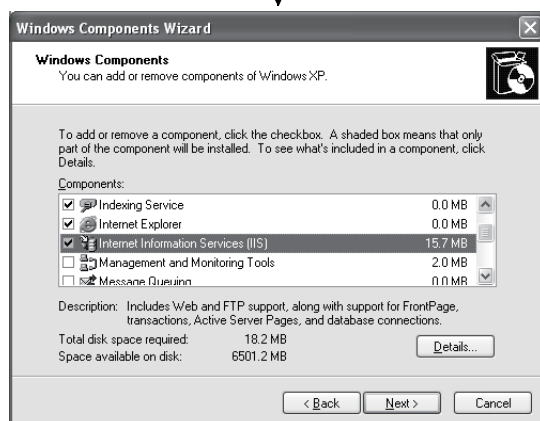 Windows Components Wizard
Windows Components
You can add or remove components of Windows XP.
To add or remove a component, click the checkbox. A shaded box means that only
part of the component will be installed. To see what's included in a component, click
Details.
Components:
Indexing Service 0.0 MB
Internet Explorer 0.0 MB
Internet Information Services (IIS) 15.7 MB
Management and Monitoring Tools 2.0 MB
Message Queuing 0.0 MB
Description: Includes Web and FTP support, along with support for FrontPage,
transactions, Active Server Pages, and database connections.
Total disk space required: 18.2 MB
Space available on disk: 6501.2 MB
Details...
< Back Next > Cancel